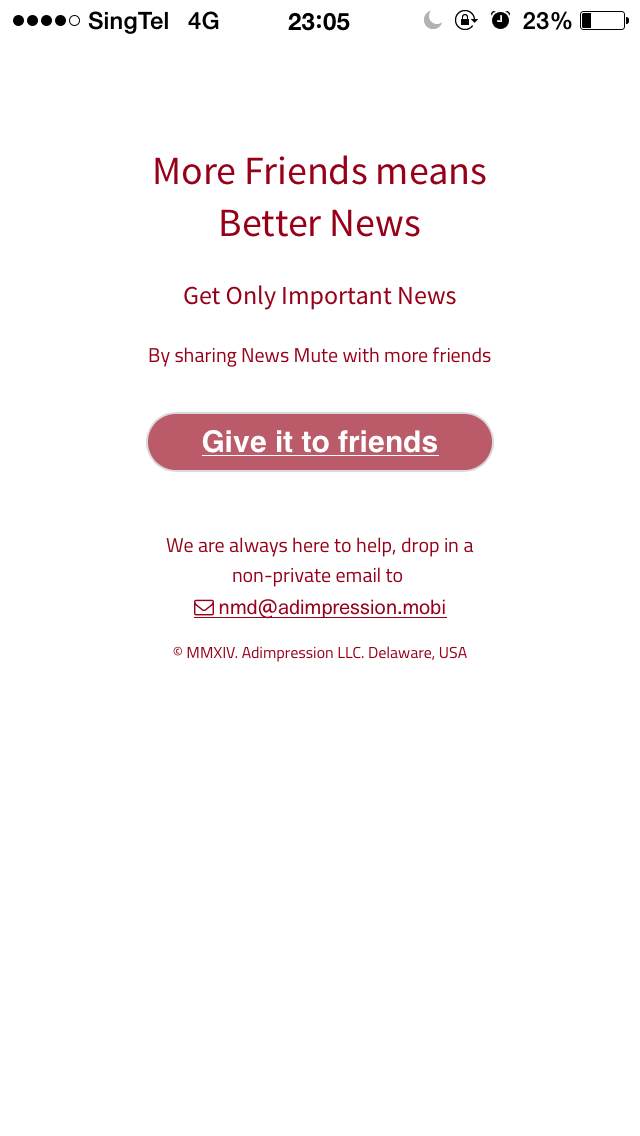 SingTel 4G 23:05 23%
More Friends means
Better News
Get Only Important News
By sharing News Mute with more friends
Give it to friends
We are always here to help, drop in a
non-private email to
nmd@adimpression.mobi
© MMXIV. Adimpression LLC. Delaware, USA